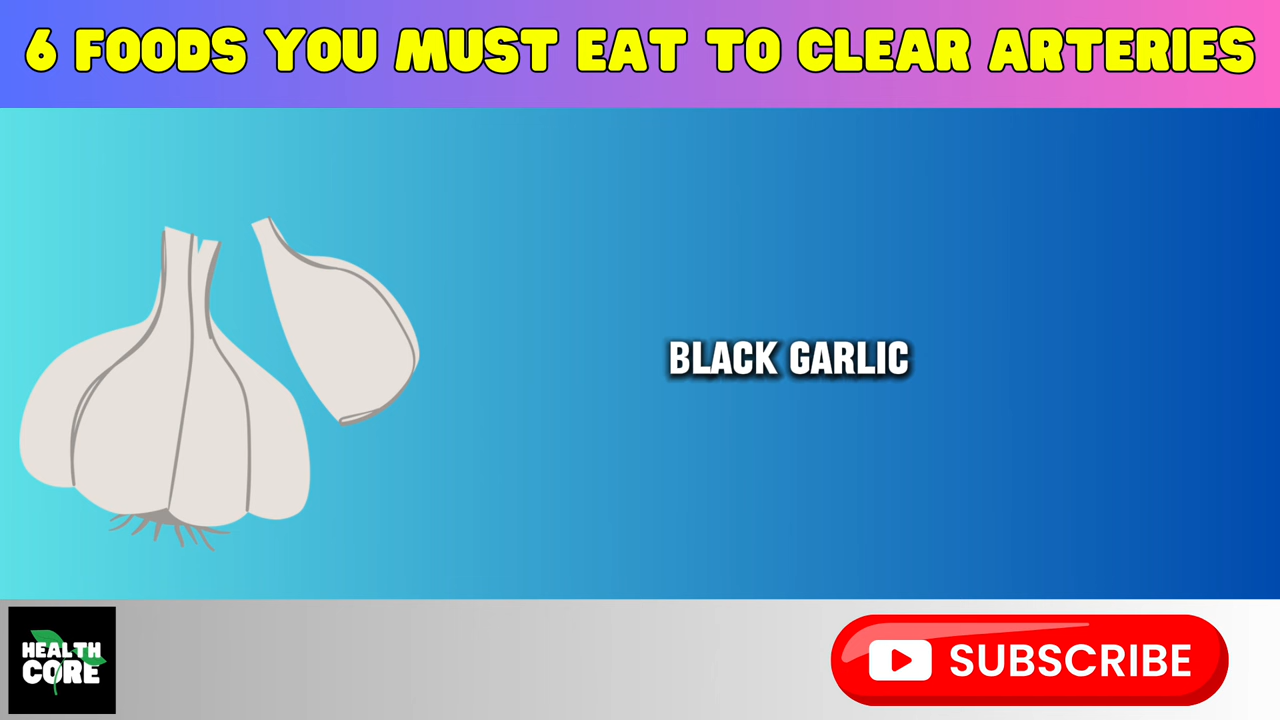 6 FOODS YOU MUST EAT TO CLEAR ARTERIES
BLACK GARLIC
HEALTH
CORE
SUBSCRIBE